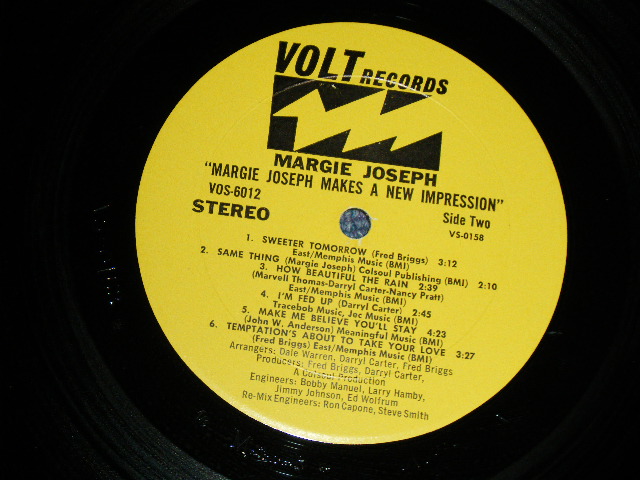 VOLT RECORDS
MARGIE JOSEPH
"MARGIE JOSEPH MAKES A NEW IMPRESSION"
VOS-6012
Side Two
STEREO
VS-0158
1. SWEETER TOMORROW (Fred Briggs) 3:12
East/Memphis Music (BMI)
2. SAME THING (Margie Joseph) Colsoul Publishing (BMI) 2:10
3. HOW BEAUTIFUL THE RAIN 2:39
(Marvell Thomas-Darryl Carter-Nancy Pratt)
East/Memphis Music (BMI)
4. I'M FED UP (Darryl Carter) 2:45
Tracebob Music, Jec Music (BMI)
5. MAKE ME BELIEVE YOU'LL STAY 4:23
(John W. Anderson) Meaningful Music (BMI)
6. TEMPTATION'S ABOUT TO TAKE YOUR LOVE 3:27
(Fred Briggs) East/Memphis Music (BMI)
Arrangers: Dale Warren, Darryl Carter, Fred Briggs
Producers: Fred Briggs, Darryl Carter,
A Colsoul Production
Engineers: Bobby Manuel, Larry Hamby,
Jimmy Johnson, Ed Wolfrum
Re-Mix Engineers: Ron Capone, Steve Smith